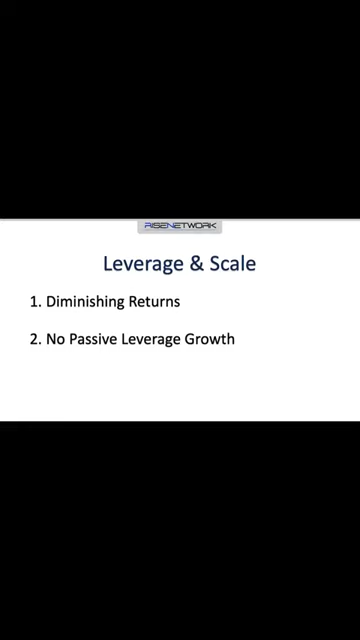 RISENETWORK
Leverage & Scale
1. Diminishing Returns
2. No Passive Leverage Growth